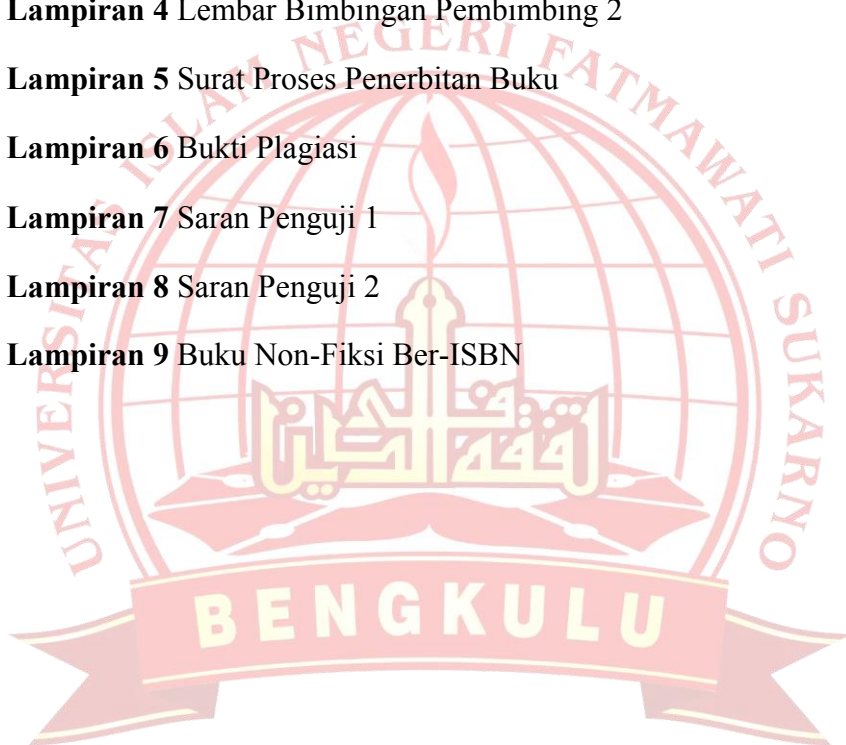 Lampiran 4 Lembar Bimbingan Pembimbing 2
Lampiran 5 Surat Proses Penerbitan Buku
Lampiran 6 Bukti Plagiasi
Lampiran 7 Saran Penguji 1
Lampiran 8 Saran Penguji 2
Lampiran 9 Buku Non-Fiksi Ber-ISBN
UNIVERSITAS ISLAM NEGERI FATMAWATI SUKARNO
BENGKULU